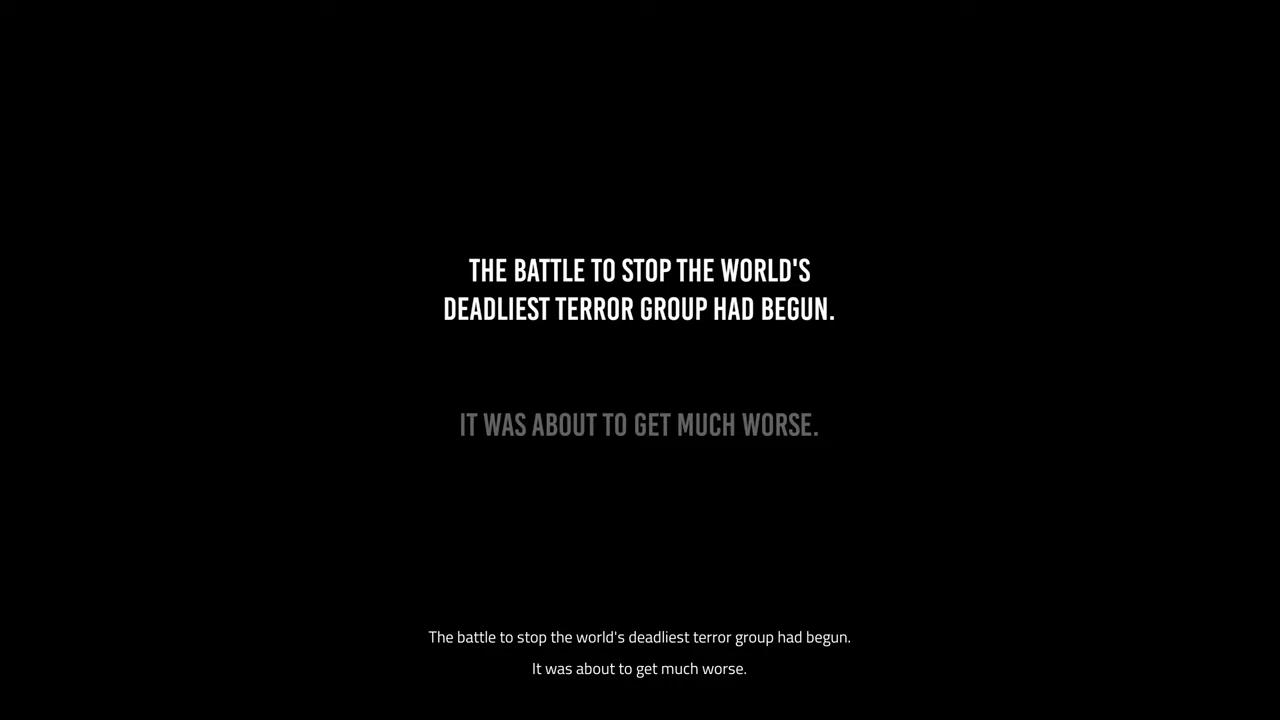 THE BATTLE TO STOP THE WORLD'S
DEADLIEST TERROR GROUP HAD BEGUN.
IT WAS ABOUT TO GET MUCH WORSE.
The battle to stop the world's deadliest terror group had begun.
It was about to get much worse.